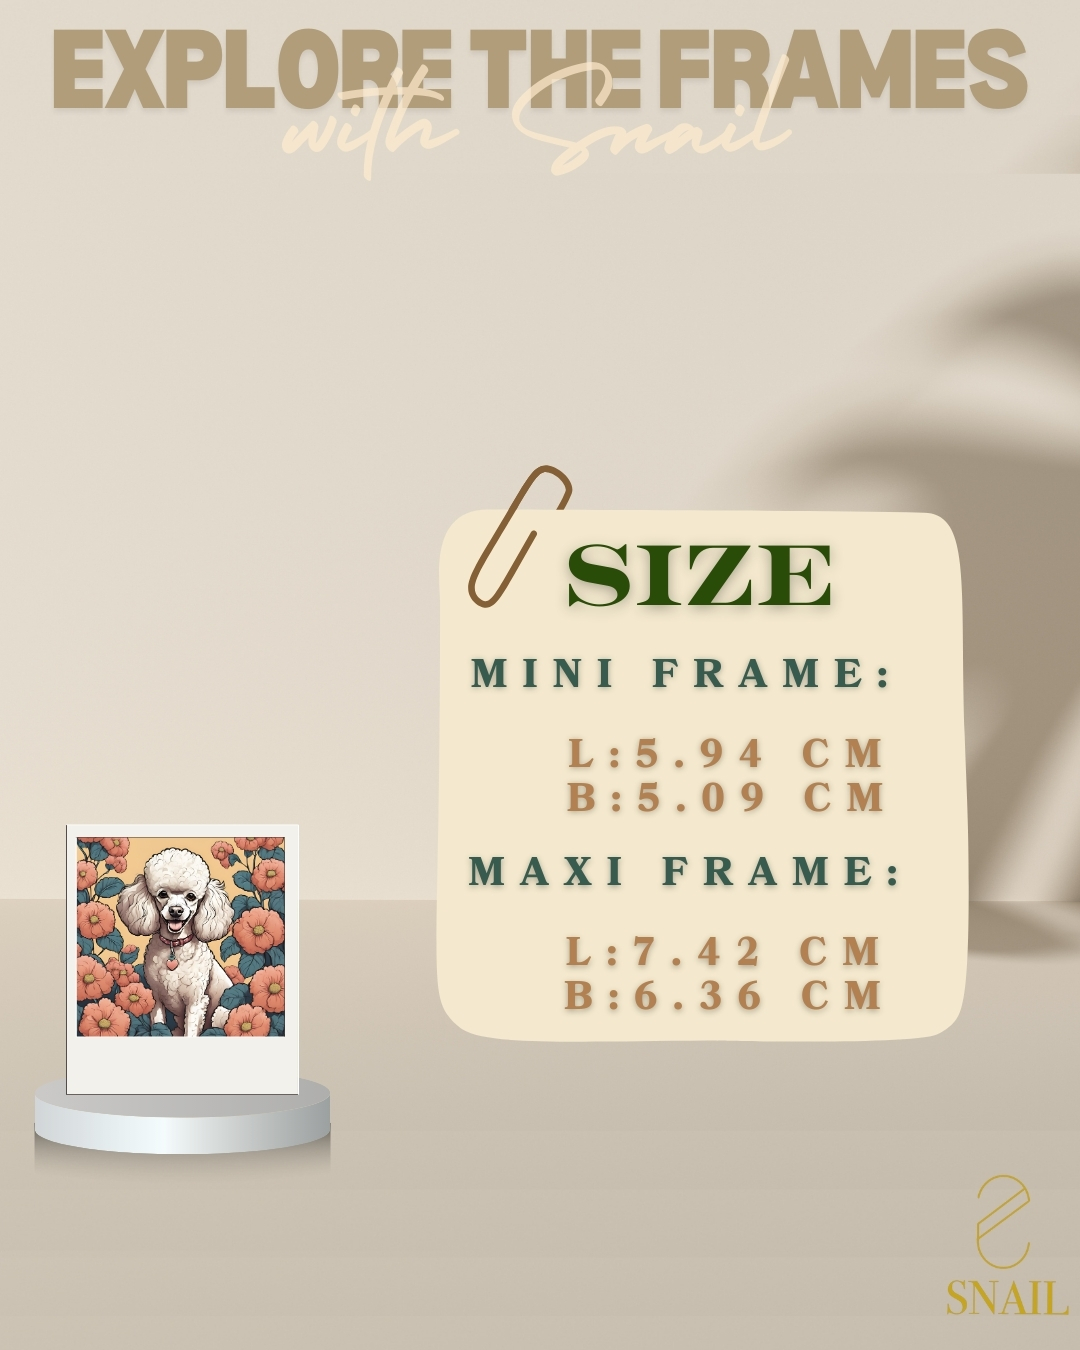 EXPLORE THE FRAMES
with Snail
SIZE
MINI FRAME:
L:5.94 CM
B:5.09 CM
MAXI FRAME:
L:7.42 CM
B:6.36 CM
SNAIL